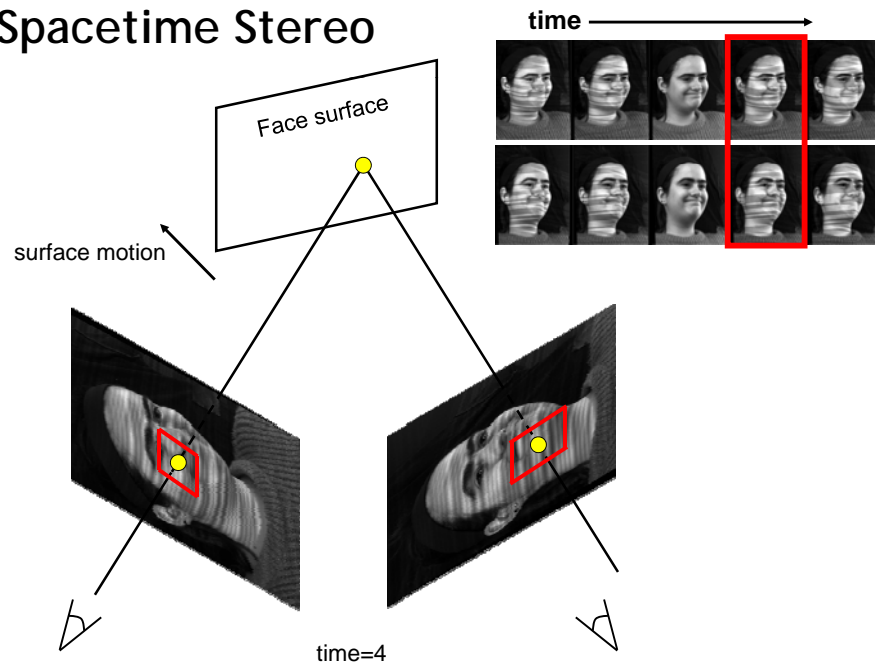 Spacetime Stereo
time
Face surface
surface motion
time=4